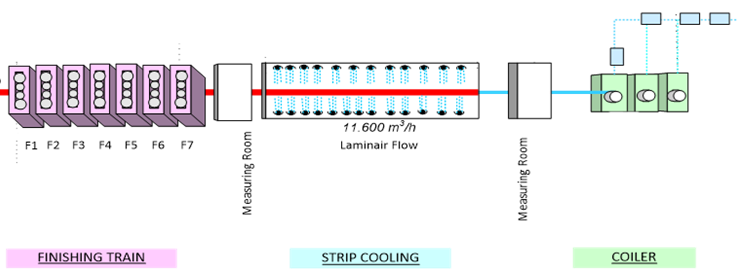 F1 F2 F3 F4 F5 F6 F7
Measuring Room
11.600 m³/h
Laminair Flow
Measuring Room
FINISHING TRAIN
STRIP COOLING
COILER